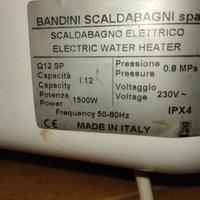 BANDINI SCALDABAGNI spa
SCALDABAGNO ELETTRICO
ELECTRIC WATER HEATER
Q12 SP
Capacità
Capacity I.12
Potenza
Power 1500W
Pressione
Pressure 0.8 MPa
Voltaggio
Voltage 230V~
Frequency 50-60Hz IPX4
CE MADE IN ITALY